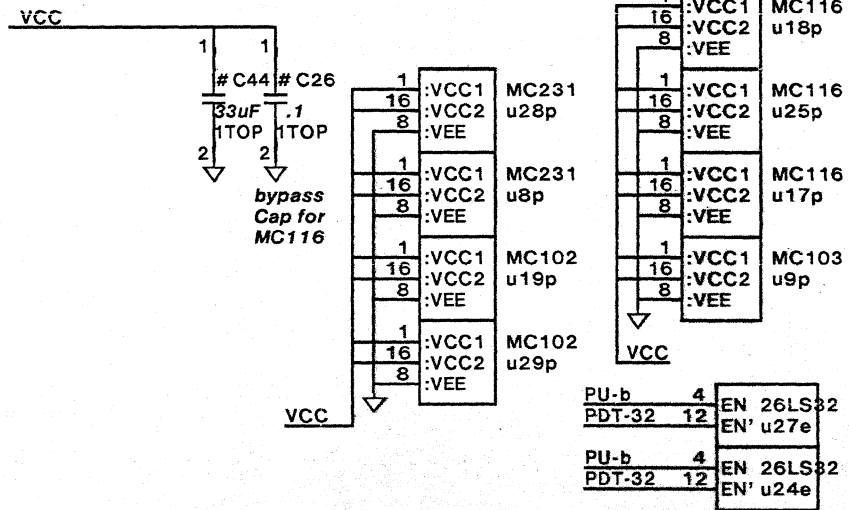 VCC
1 1
# C44 # C26
33uF .1
1TOP 1TOP
2 2
bypass
Cap for
MC116
1 :VCC1 MC231
16 :VCC2 u28p
8 :VEE
1 :VCC1 MC231
16 :VCC2 u8p
8 :VEE
1 :VCC1 MC102
16 :VCC2 u19p
8 :VEE
1 :VCC1 MC102
16 :VCC2 u29p
8 :VEE
VCC
:VCC1 MC116
16 :VCC2 u18p
8 :VEE
1 :VCC1 MC116
16 :VCC2 u25p
8 :VEE
1 :VCC1 MC116
16 :VCC2 u17p
8 :VEE
1 :VCC1 MC103
16 :VCC2 u9p
8 :VEE
VCC
PU-b 4 EN 26LS32
PDT-32 12 EN' u27e
PU-b 4 EN 26LS32
PDT-32 12 EN' u24e